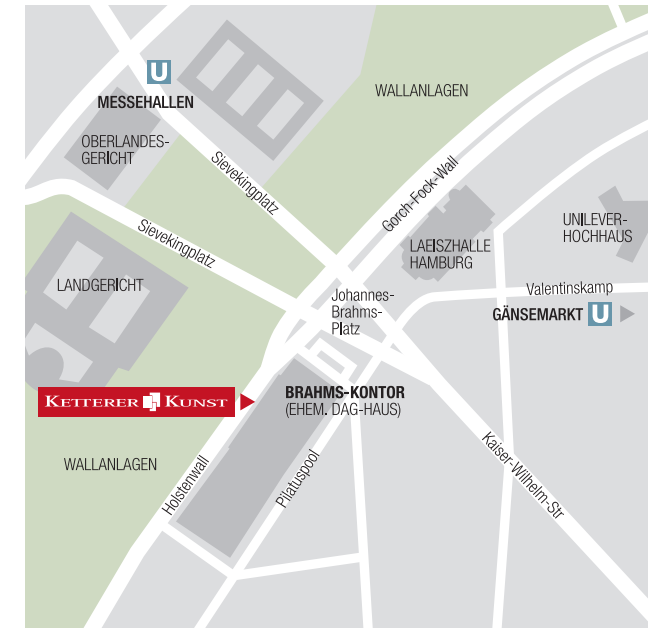 U
MESSEHALLEN
WALLANLAGEN
OBERLANDES-
GERICHT
Sievekingplatz
Gorch-Fock-Wall
Sievekingplatz
LAEISZHALLE
HAMBURG
UNILEVER-
HOCHHAUS
LANDGERICHT
Johannes-
Brahms-
Platz
Valentinskamp
GÄNSEMARKT U
KETTERER KUNST
BRAHMS-KONTOR
(EHEM. DAG-HAUS)
WALLANLAGEN
Holstenwall
Pilatuspool
Kaiser-Wilhelm-Str